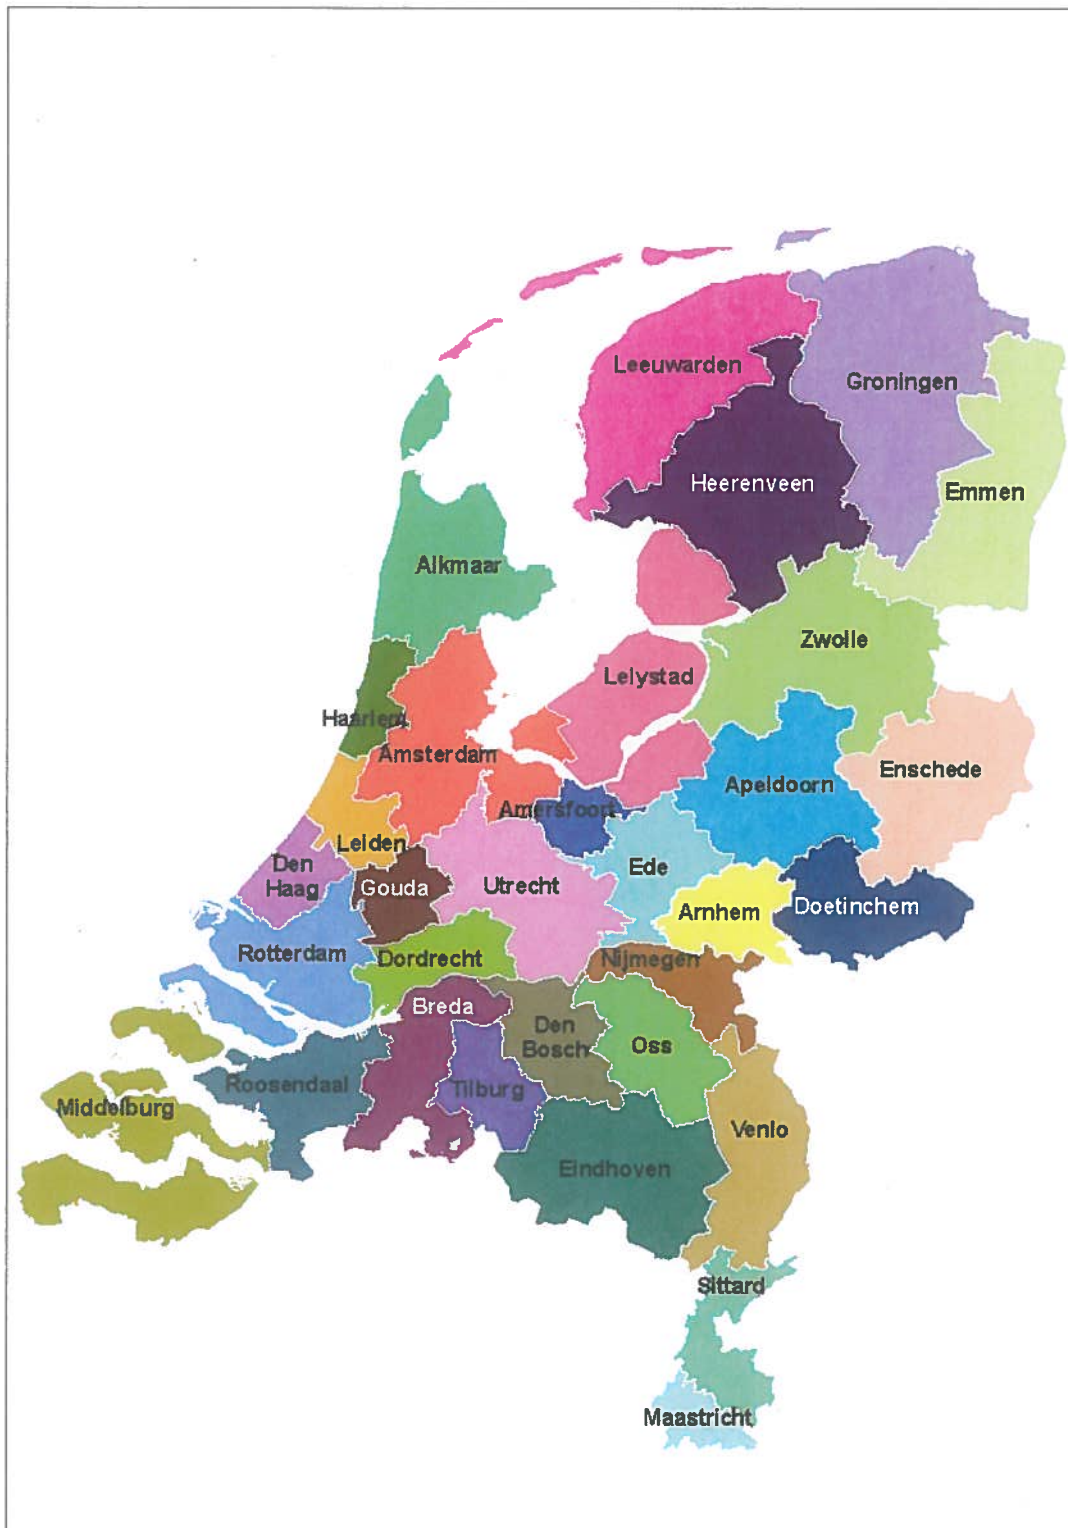 Leeuwarden
Groningen
Heerenveen
Emmen
Alkmaar
Zwolle
Lelystad
Haarlem
Amsterdam
Enschede
Apeldoorn
Amersfoort
Leiden
Den
Haag
Gouda
Utrecht
Ede
Arnhem
Doetinchem
Rotterdam
Dordrecht
Nijmegen
Breda
Den
Bosch
Oss
Roosendaal
Tilburg
Middelburg
Venlo
Eindhoven
Sittard
Maastricht